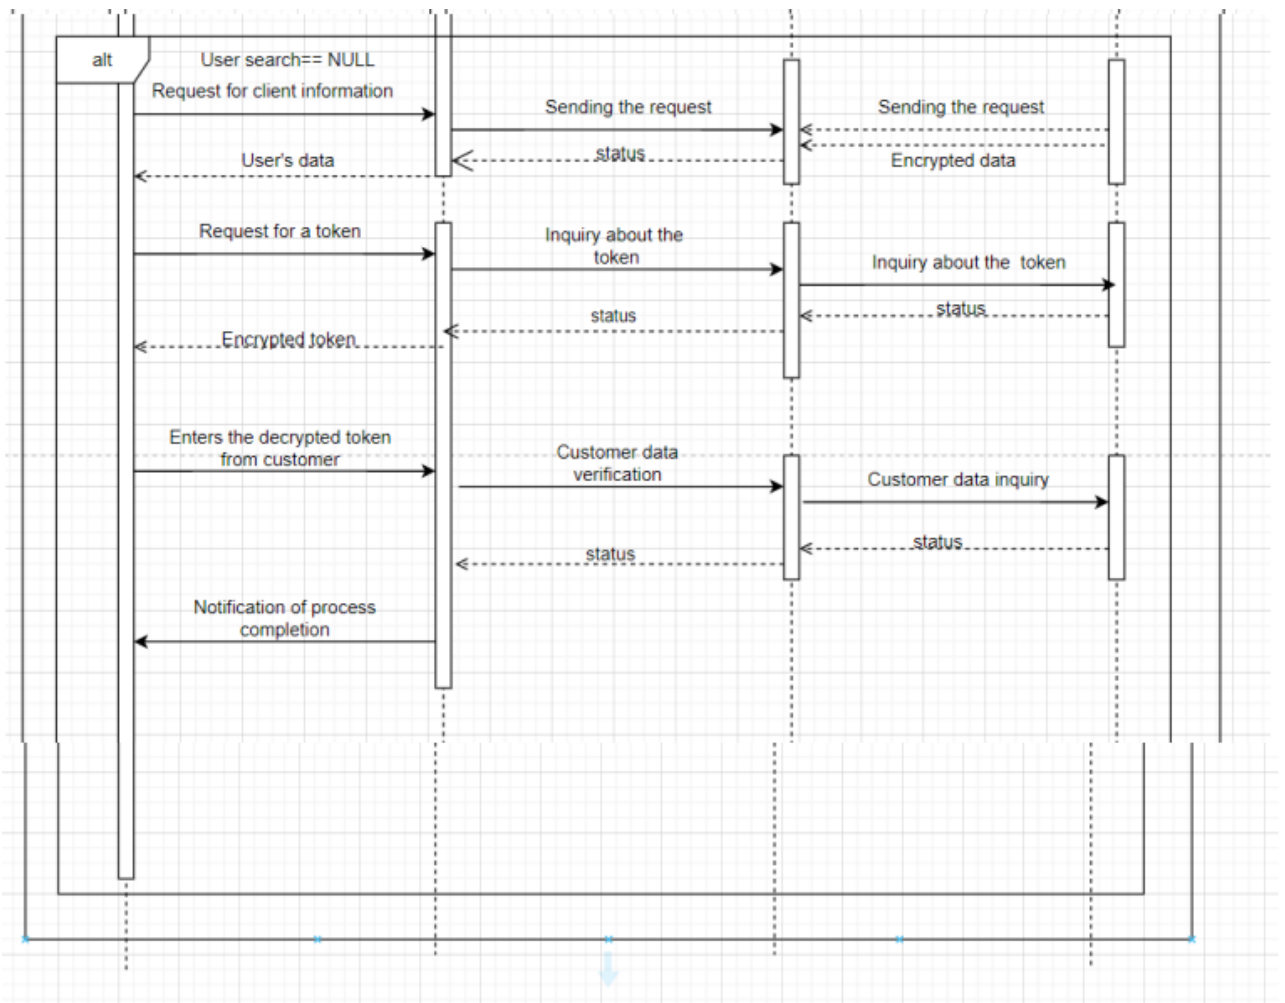 alt
User search== NULL
Request for client information
Sending the request
Sending the request
status
User's data
Encrypted data
Request for a token
Inquiry about the
token
Inquiry about the token
status
status
Encrypted token
Enters the decrypted token
from customer
Customer data
verification
Customer data inquiry
status
status
Notification of process
completion